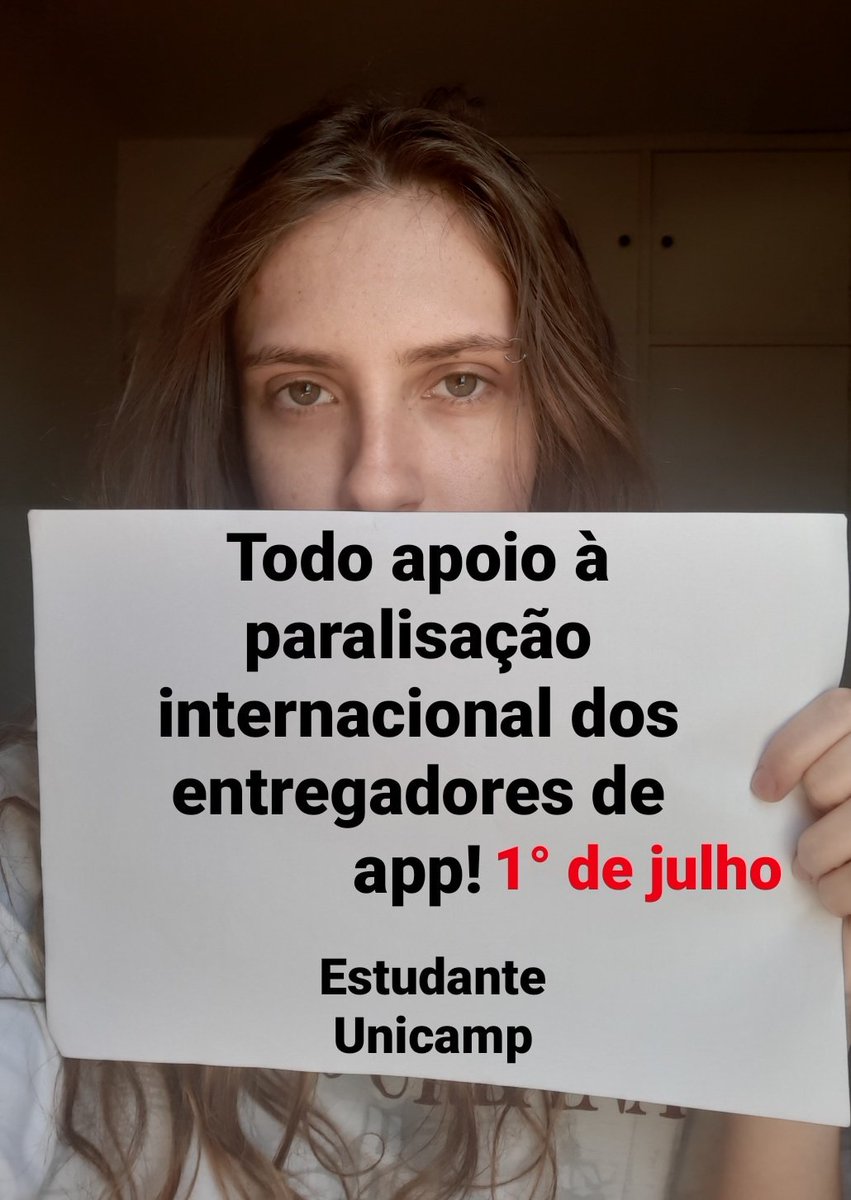 Todo apoio à
paralisação
internacional dos
entregadores de
app! 1° de julho
Estudante
Unicamp